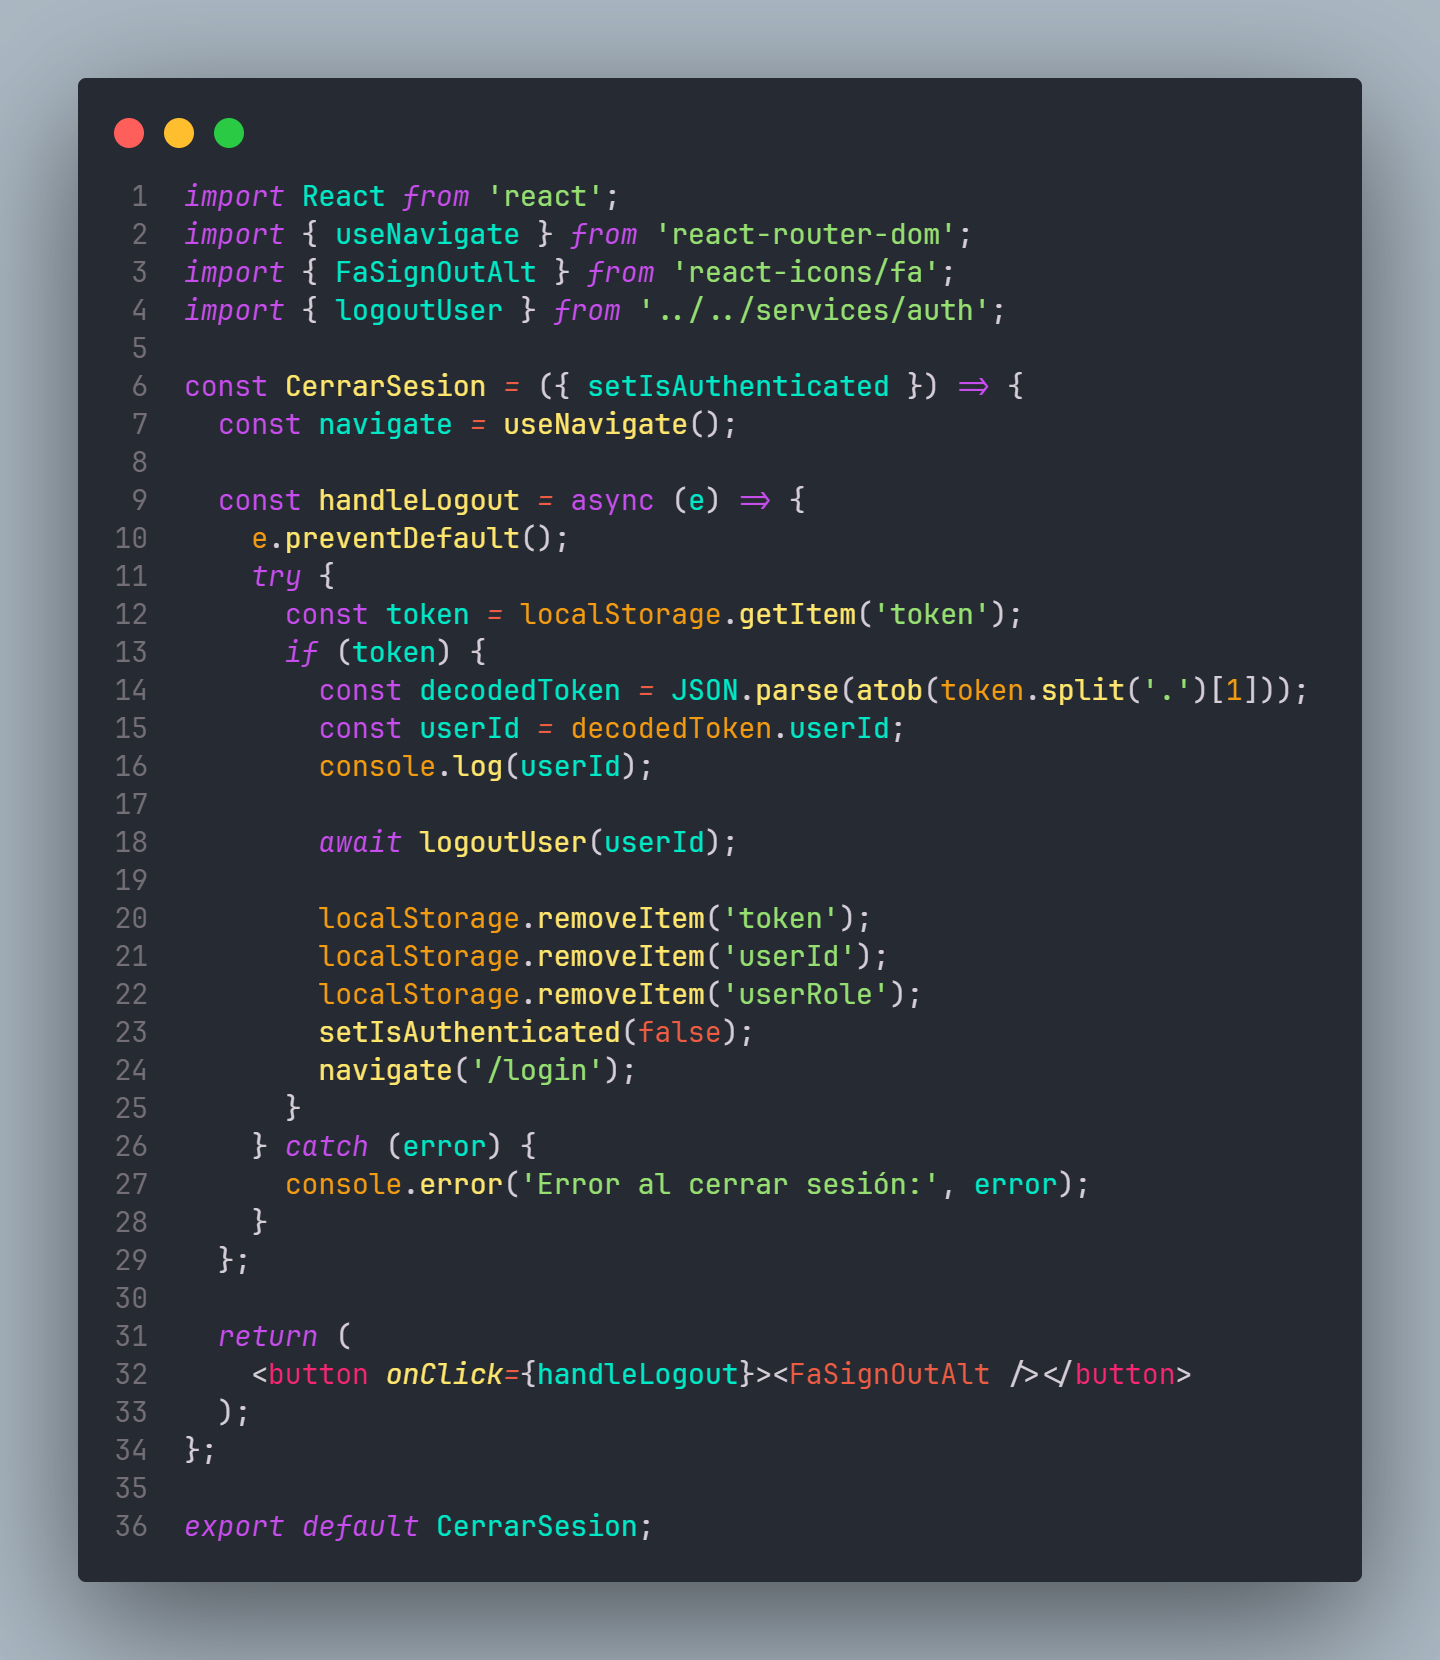 1 import React from 'react';
2 import { useNavigate } from 'react-router-dom';
3 import { FaSignOutAlt } from 'react-icons/fa';
4 import { logoutUser } from '../../services/auth';
5
6 const CerrarSesion = ({ setIsAuthenticated }) => {
7   const navigate = useNavigate();
8
9   const handleLogout = async (e) => {
10     e.preventDefault();
11     try {
12       const token = localStorage.getItem('token');
13       if (token) {
14         const decodedToken = JSON.parse(atob(token.split('.')[1]));
15         const userId = decodedToken.userId;
16         console.log(userId);
17
18         await logoutUser(userId);
19
20         localStorage.removeItem('token');
21         localStorage.removeItem('userId');
22         localStorage.removeItem('userRole');
23         setIsAuthenticated(false);
24         navigate('/login');
25       }
26     } catch (error) {
27       console.error('Error al cerrar sesión:', error);
28     }
29   };
30
31   return (
32     <button onClick={handleLogout}><FaSignOutAlt /></button>
33   );
34 };
35
36 export default CerrarSesion;